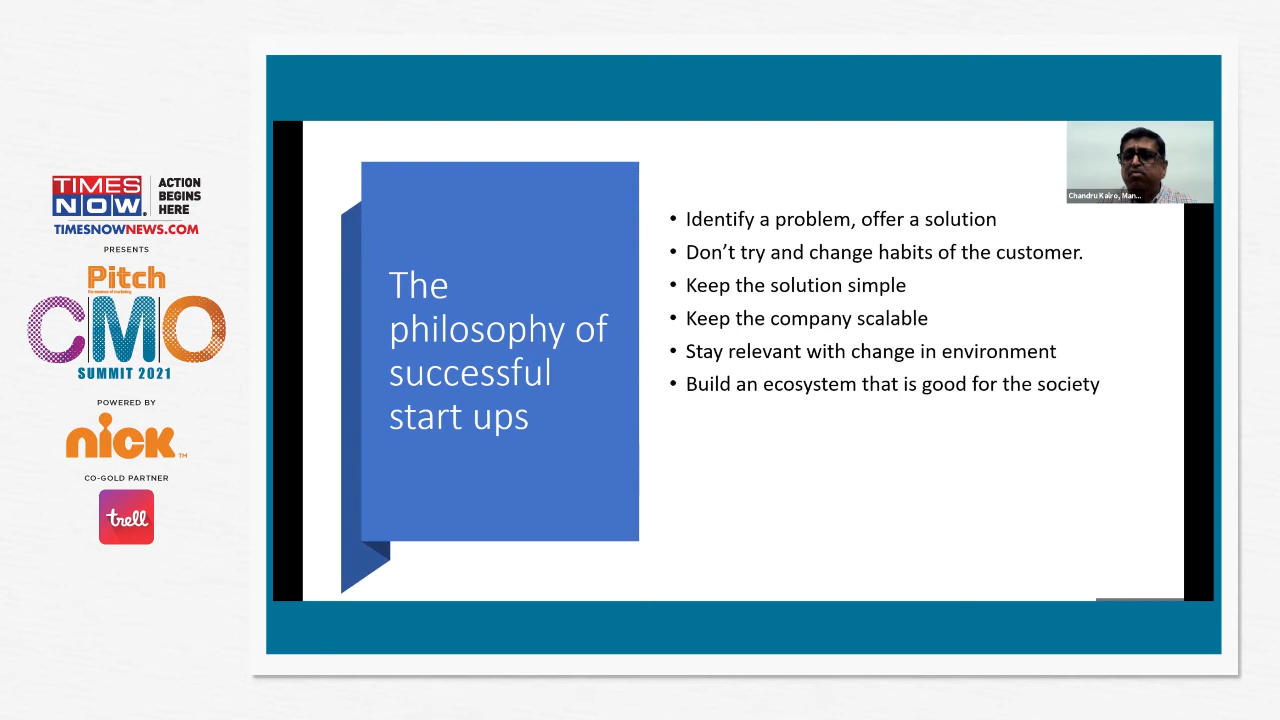 TIMES
NOW.
ACTION
BEGINS
HERE
TIMESNOWNEWS.COM
PRESENTS
Pitch
CMO
SUMMIT 2021
POWERED BY
nick TM
CO-GOLD PARTNER
trell
The
philosophy of
successful
start ups
• Identify a problem, offer a solution
• Don’t try and change habits of the customer.
• Keep the solution simple
• Keep the company scalable
• Stay relevant with change in environment
• Build an ecosystem that is good for the society
Chandru Kalro, Man...